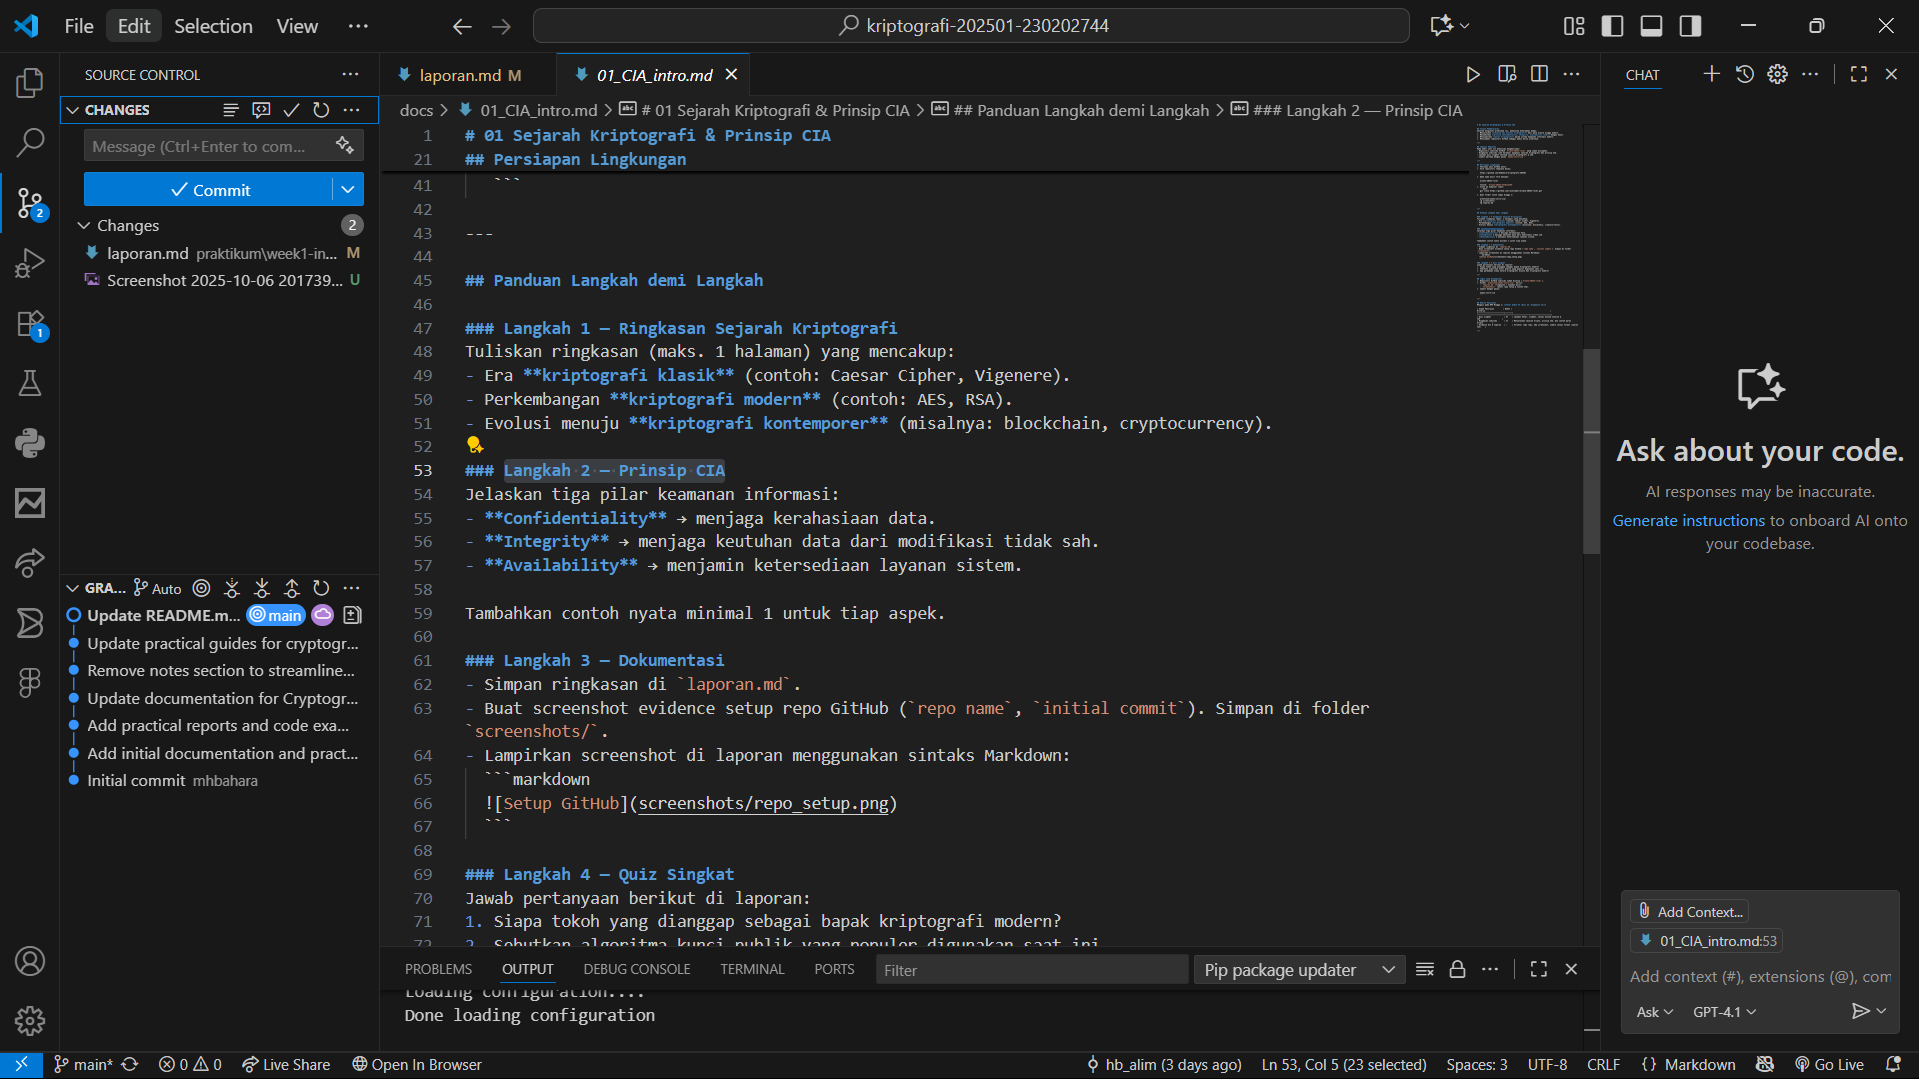 File Edit Selection View
kriptografi-202501-230202744
SOURCE CONTROL
CHANGES
Message (Ctrl+Enter to com...
Commit
Changes 2
laporan.md praktikum\week1-in... M
Screenshot 2025-10-06 201739... U
2
1
GRA... Auto
Update README.m... main
Update practical guides for cryptogr...
Remove notes section to streamline...
Update documentation for Cryptogr...
Add practical reports and code exa...
Add initial documentation and pract...
Initial commit mhbahara
laporan.md M
01_CIA_intro.md
docs > 01_CIA_intro.md > # 01 Sejarah Kriptografi & Prinsip CIA > ## Panduan Langkah demi Langkah > ### Langkah 2 — Prinsip CIA
1 # 01 Sejarah Kriptografi & Prinsip CIA
21 ## Persiapan Lingkungan
41 ```
42
43 ---
44
45 ## Panduan Langkah demi Langkah
46
47 ### Langkah 1 — Ringkasan Sejarah Kriptografi
48 Tuliskan ringkasan (maks. 1 halaman) yang mencakup:
49 - Era **kriptografi klasik** (contoh: Caesar Cipher, Vigenere).
50 - Perkembangan **kriptografi modern** (contoh: AES, RSA).
51 - Evolusi menuju **kriptografi kontemporer** (misalnya: blockchain, cryptocurrency).
52
53 ### Langkah 2 — Prinsip CIA
54 Jelaskan tiga pilar keamanan informasi:
55 - **Confidentiality** → menjaga kerahasiaan data.
56 - **Integrity** → menjaga keutuhan data dari modifikasi tidak sah.
57 - **Availability** → menjamin ketersediaan layanan sistem.
58
59 Tambahkan contoh nyata minimal 1 untuk tiap aspek.
60
61 ### Langkah 3 — Dokumentasi
62 - Simpan ringkasan di `laporan.md`.
63 - Buat screenshot evidence setup repo GitHub (`repo name`, `initial commit`). Simpan di folder
`screenshots/`.
64 - Lampirkan screenshot di laporan menggunakan sintaks Markdown:
65 ```markdown
66 ![Setup GitHub](screenshots/repo_setup.png)
67 ```
68
69 ### Langkah 4 — Quiz Singkat
70 Jawab pertanyaan berikut di laporan:
71 1. Siapa tokoh yang dianggap sebagai bapak kriptografi modern?
72 2. Sebutkan algoritma kunci publik yang populer digunakan saat ini.
PROBLEMS OUTPUT DEBUG CONSOLE TERMINAL PORTS Filter Pip package updater
Loading configuration....
Done loading configuration
CHAT
Ask about your code.
AI responses may be inaccurate.
Generate instructions to onboard AI onto
your codebase.
Add Context...
01_CIA_intro.md:53
Add context (#), extensions (@), com
Ask GPT-4.1
main* 0 0 Live Share Open In Browser hb_alim (3 days ago) Ln 53, Col 5 (23 selected) Spaces: 3 UTF-8 CRLF {} Markdown Go Live